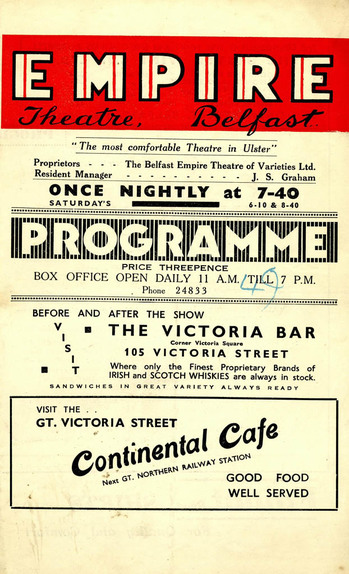 EMPIRE
Theatre, Belfast.
"The most comfortable Theatre in Ulster"
Proprietors - - - The Belfast Empire Theatre of Varieties Ltd.
Resident Manager - - - - - - - - - - J. S. Graham
ONCE NIGHTLY at 7-40
SATURDAY'S 6-10 & 8-40
PROGRAMME
PRICE THREEPENCE
BOX OFFICE OPEN DAILY 11 A.M. TILL 7 P.M.
Phone 24833
BEFORE AND AFTER THE SHOW
VISIT
THE VICTORIA BAR
Corner Victoria Square
105 VICTORIA STREET
Where only the Finest Proprietary Brands of
IRISH and SCOTCH WHISKIES are always in stock.
SANDWICHES IN GREAT VARIETY ALWAYS READY
VISIT THE . .
GT. VICTORIA STREET
Continental Cafe
Next GT. NORTHERN RAILWAY STATION
GOOD FOOD
WELL SERVED